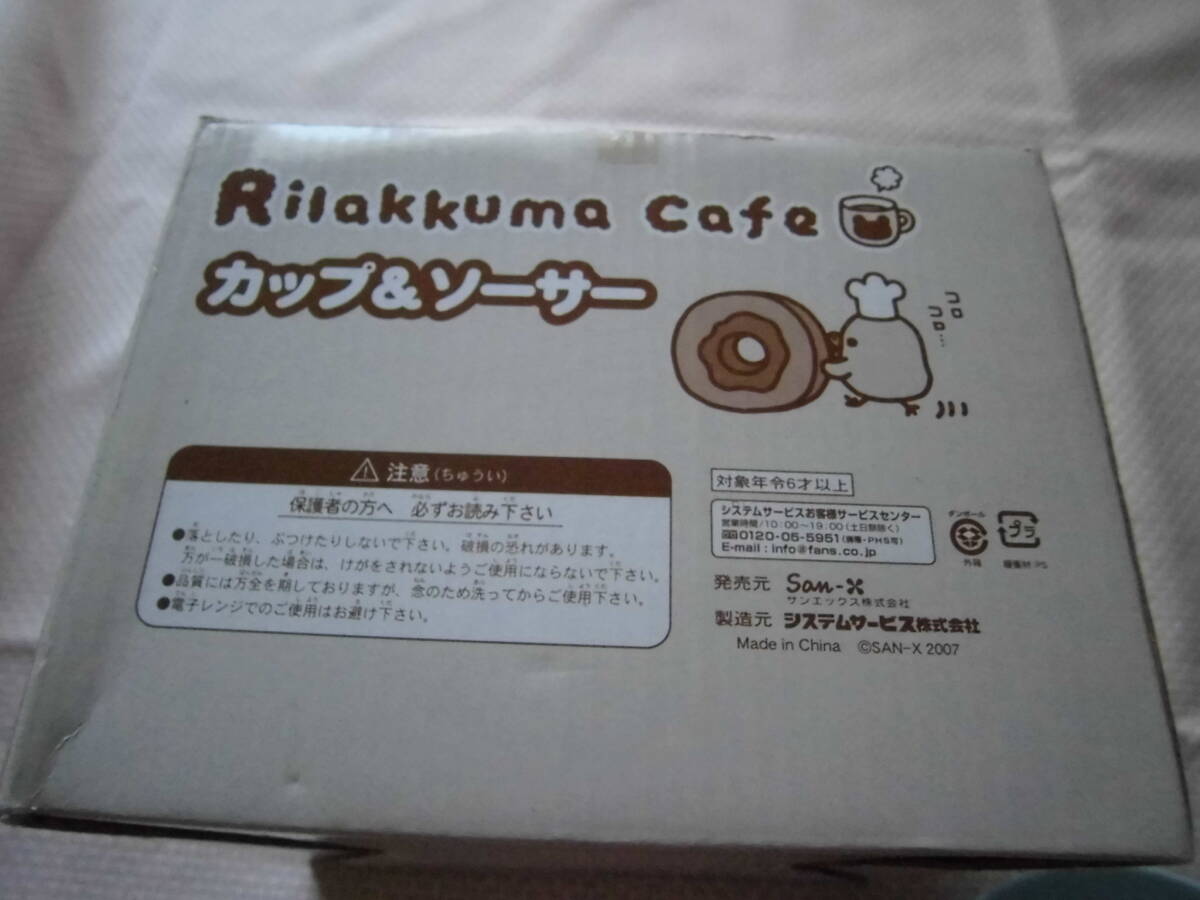 Rilakkuma Cafe
カップ&ソーサー
コロ
コロ…
⚠ 注意(ちゅうい)
保護者の方へ 必ずお読み下さい
●落としたり、ぶつけたりしないで下さい。破損の恐れがあります。
万が一破損した場合は、けがをされないようご使用にならないで下さい。
●品質には万全を期しておりますが、念のため洗ってからご使用下さい。
●電子レンジでのご使用はお避け下さい。
対象年令6才以上
システムサービスお客様サービスセンター
営業時間/10:00〜19:00(土日祭除く)
0120-05-5951(携帯・PHS可)
E-mail : info@fans.co.jp
ダンボール
外箱
プラ
緩衝材:PS
発売元 San-X
サンエックス株式会社
製造元 システムサービス株式会社
Made in China ©SAN-X 2007